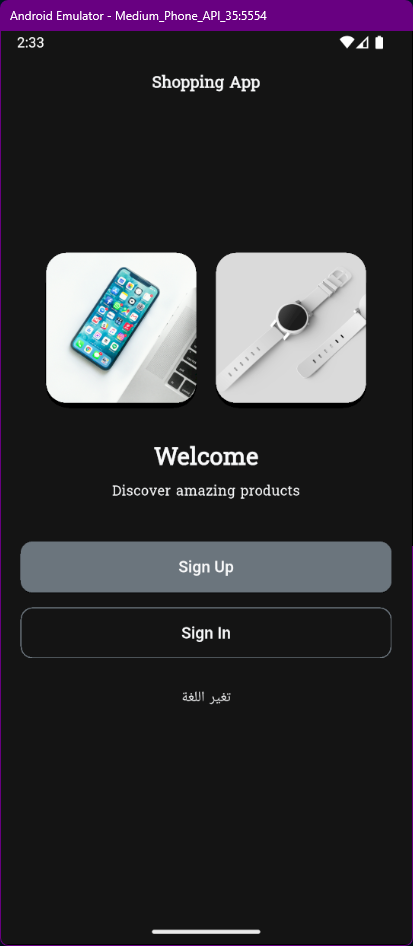 Android Emulator - Medium_Phone_API_35:5554
2:33
Shopping App
Welcome
Discover amazing products
Sign Up
Sign In
تغير اللغة